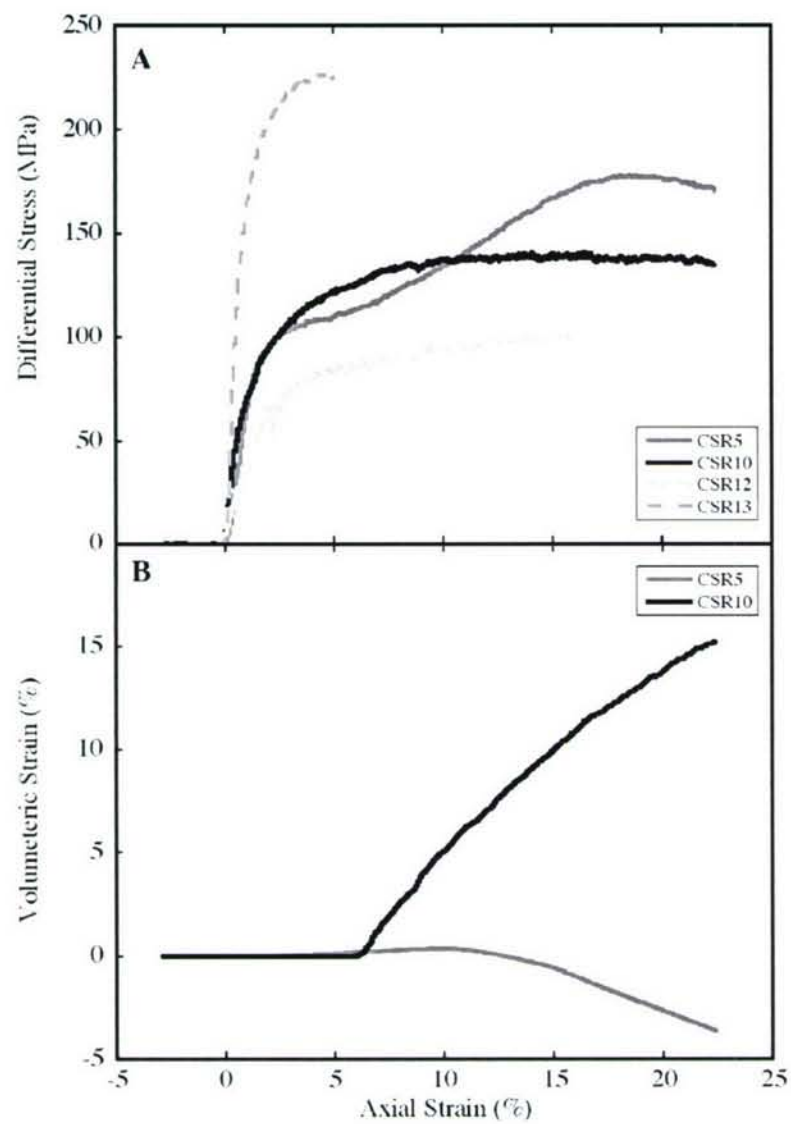 250
A
200
150
100
50
0
Differential Stress (MPa)
CSR5
CSR10
CSR12
CSR13
B
CSR5
CSR10
15
10
5
0
-5
Volumeteric Strain (%)
-5 0 5 10 15 20 25
Axial Strain (%)